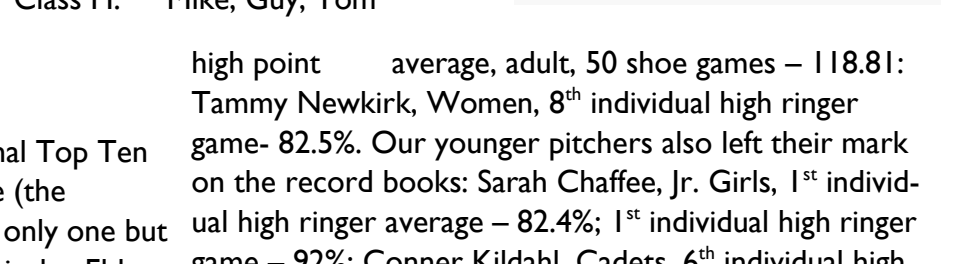 Class H. Mike, Guy, Tom
nal Top Ten
e (the
only one but
high point average, adult, 50 shoe games – 118.81:
Tammy Newkirk, Women, 8th individual high ringer
game- 82.5%. Our younger pitchers also left their mark
on the record books: Sarah Chaffee, Jr. Girls, 1st individ-
ual high ringer average – 82.4%; 1st individual high ringer
game – 92%; Conner Kildahl, Cadets, 6th individual high